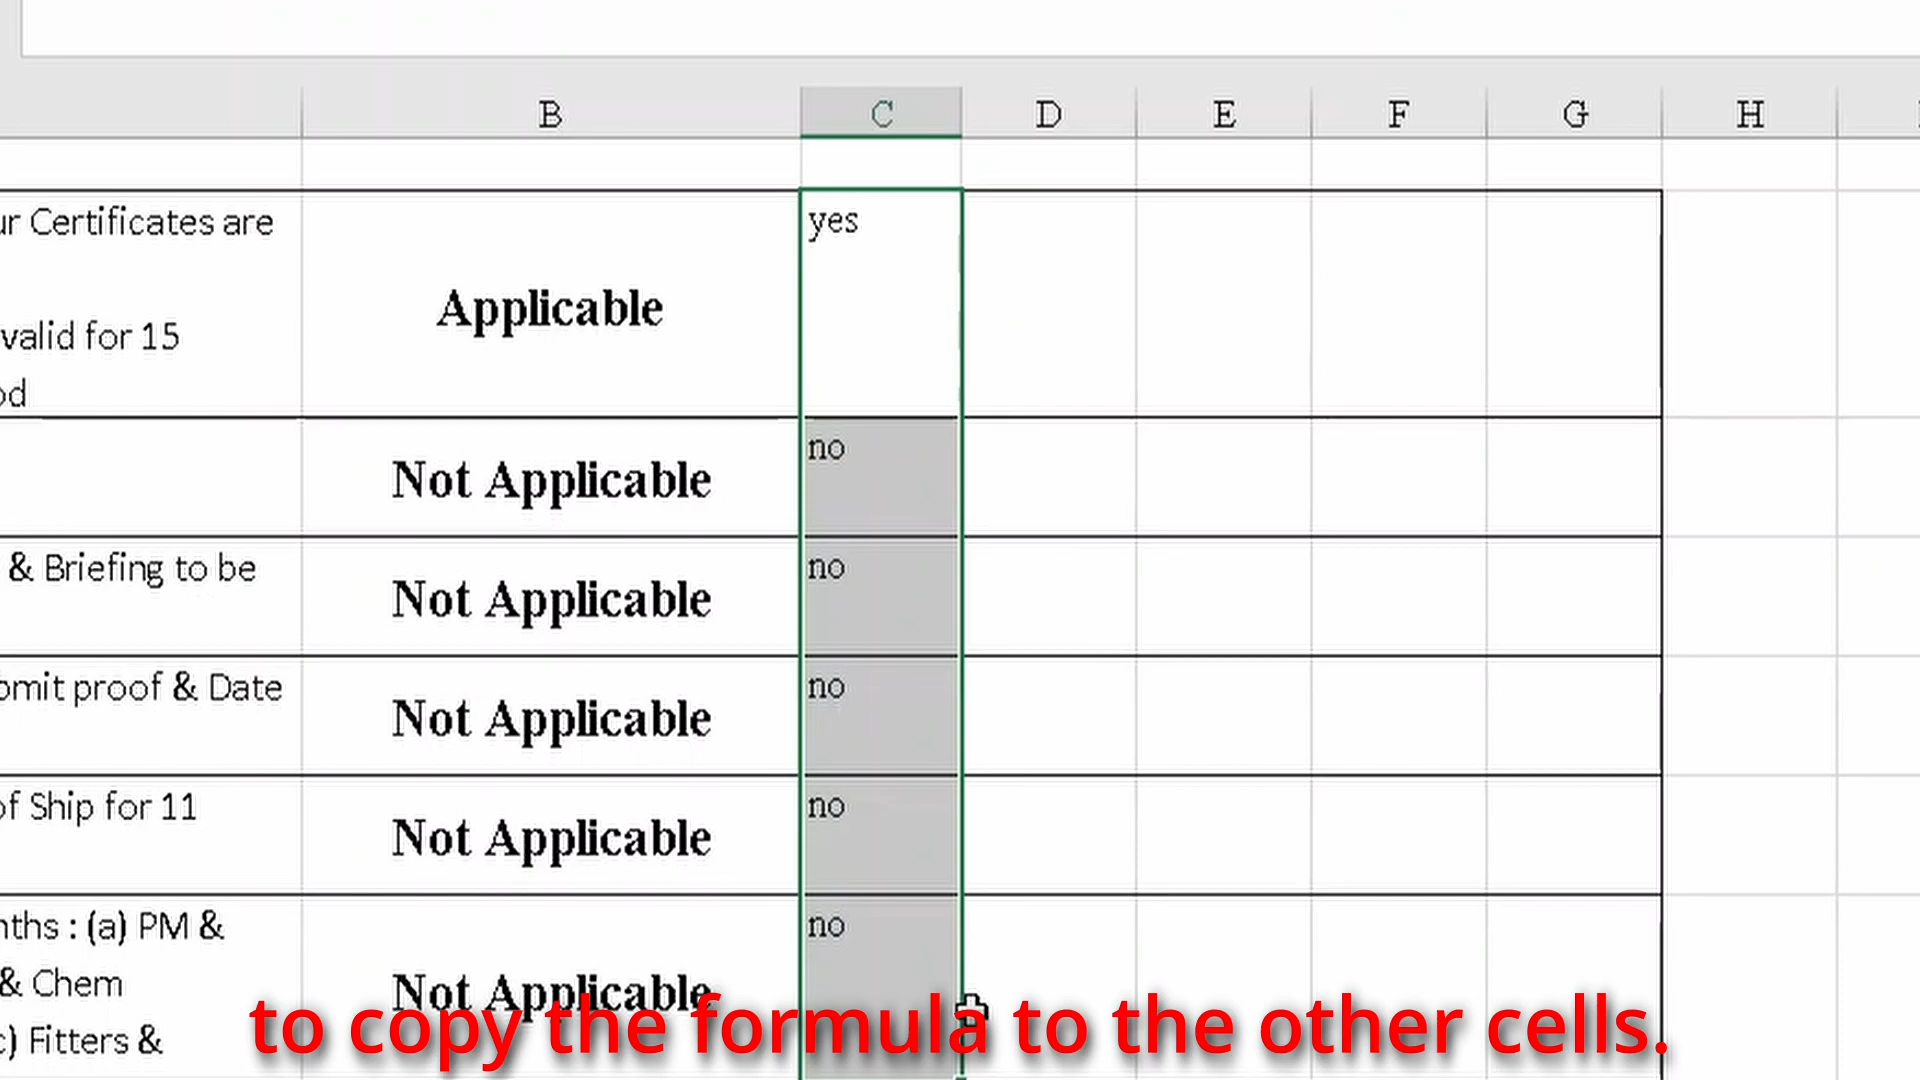 B C D E F G H
ur Certificates are
yes
Applicable
valid for 15
od
no
Not Applicable
& Briefing to be
no
Not Applicable
omit proof & Date
no
Not Applicable
of Ship for 11
no
Not Applicable
nths : (a) PM &
no
& Chem
Not Applicable
c) Fitters &
to copy the formula to the other cells.